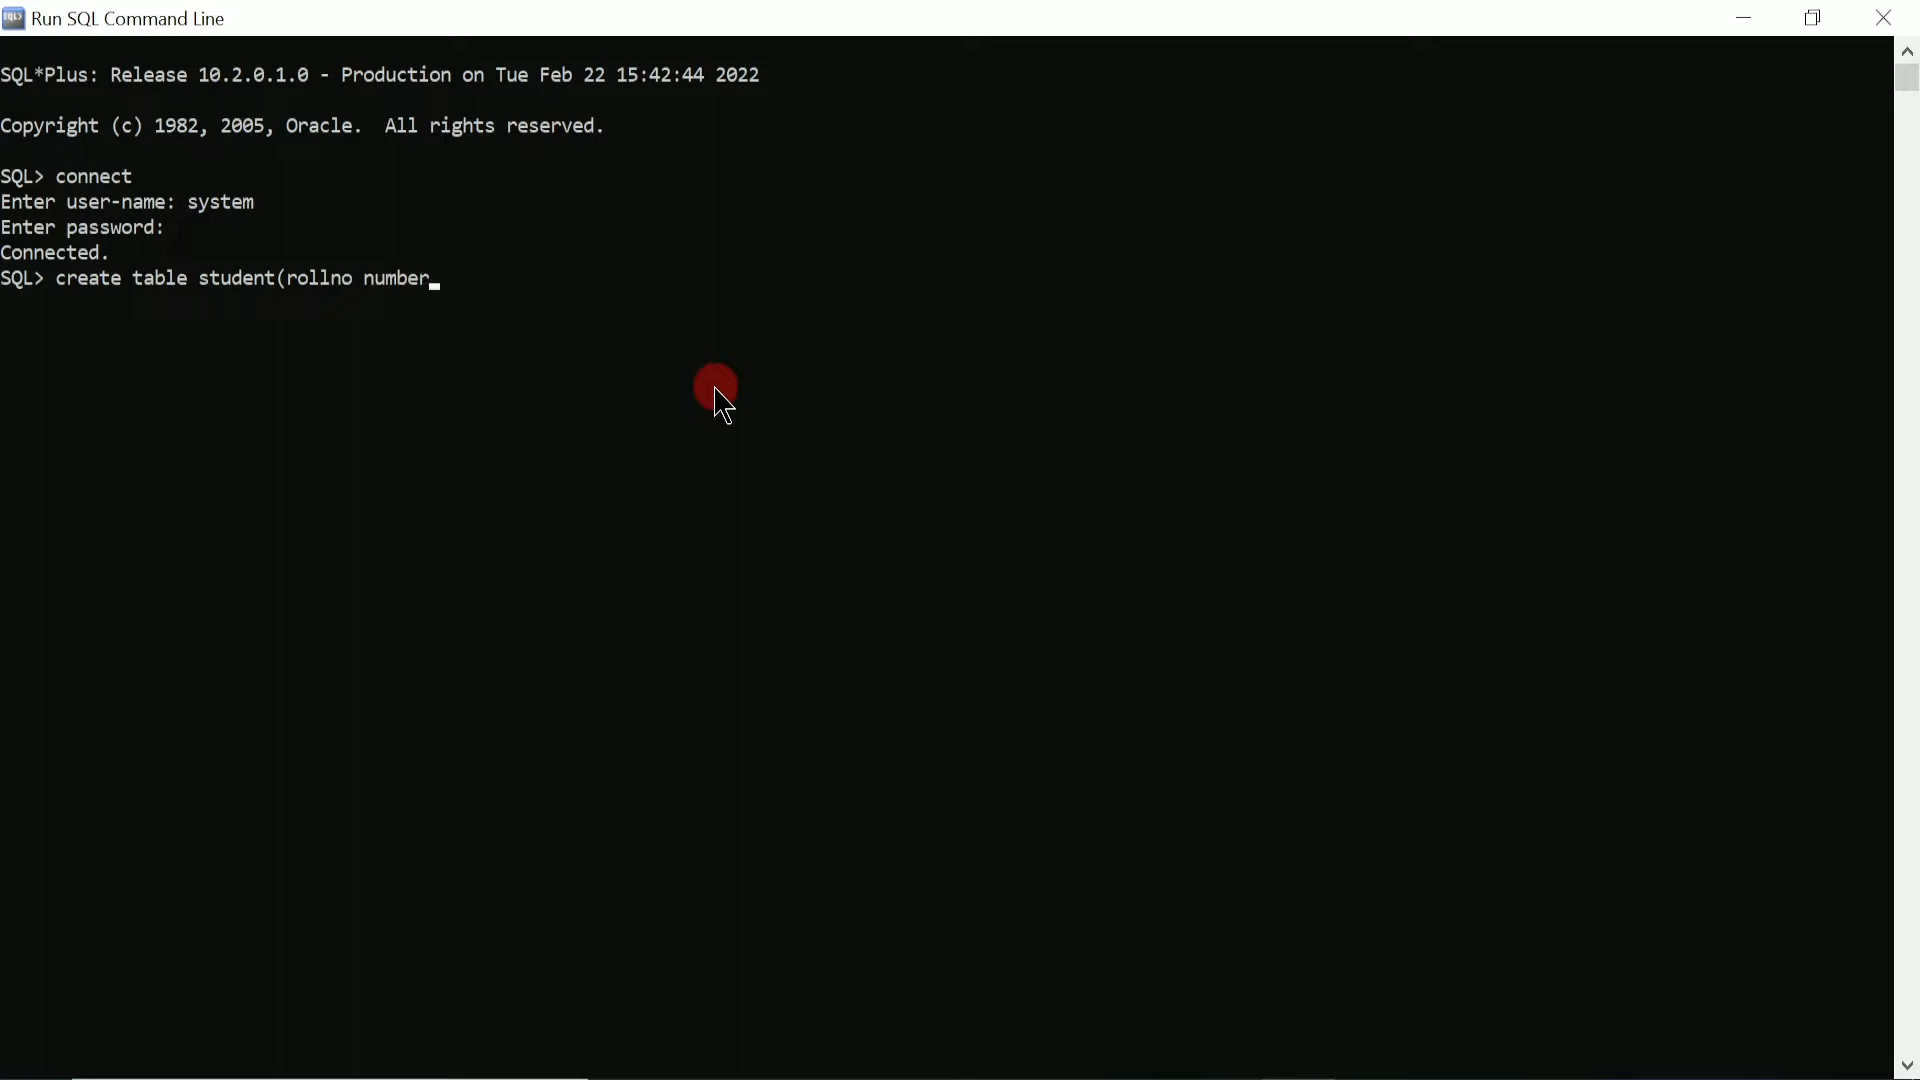 Run SQL Command Line
SQL*Plus: Release 10.2.0.1.0 - Production on Tue Feb 22 15:42:44 2022
Copyright (c) 1982, 2005, Oracle.  All rights reserved.
SQL> connect
Enter user-name: system
Enter password:
Connected.
SQL> create table student(rollno number_